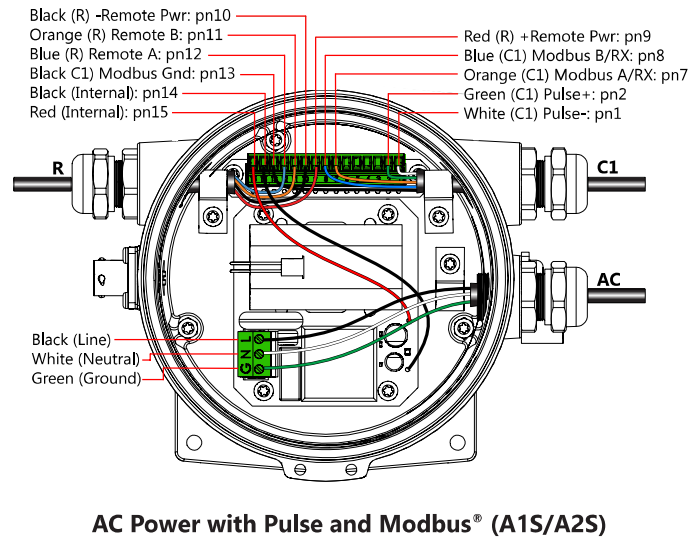 Black (R) -Remote Pwr: pn10
Orange (R) Remote B: pn11
Blue (R) Remote A: pn12
Black C1) Modbus Gnd: pn13
Black (Internal): pn14
Red (Internal): pn15
Red (R) +Remote Pwr: pn9
Blue (C1) Modbus B/RX: pn8
Orange (C1) Modbus A/RX: pn7
Green (C1) Pulse+: pn2
White (C1) Pulse-: pn1
R
C1
AC
Black (Line)
White (Neutral)
Green (Ground)
L
N
G
AC Power with Pulse and Modbus® (A1S/A2S)